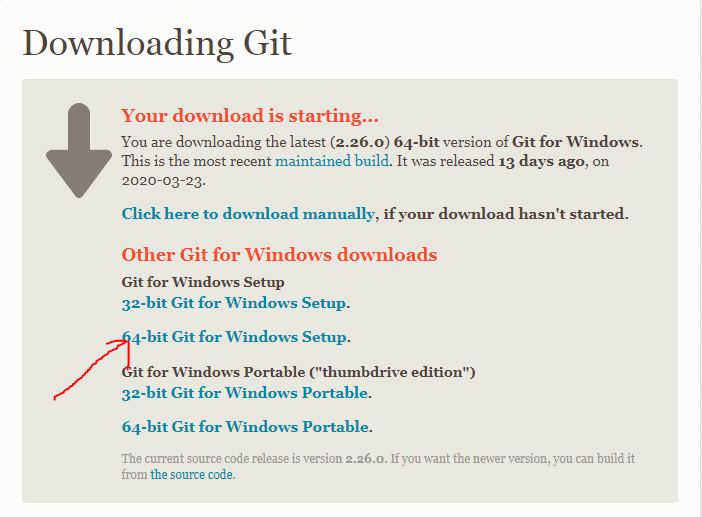 Downloading Git
Your download is starting...
You are downloading the latest (2.26.0) 64-bit version of Git for Windows.
This is the most recent maintained build. It was released 13 days ago, on
2020-03-23.
Click here to download manually, if your download hasn't started.
Other Git for Windows downloads
Git for Windows Setup
32-bit Git for Windows Setup.
64-bit Git for Windows Setup.
Git for Windows Portable ("thumbdrive edition")
32-bit Git for Windows Portable.
64-bit Git for Windows Portable.
The current source code release is version 2.26.0. If you want the newer version, you can build it
from the source code.